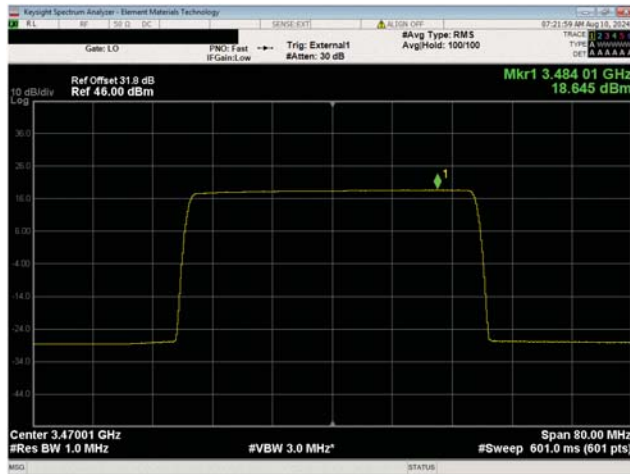 Keysight Spectrum Analyzer - Element Materials Technology
RL RF 50 Ω DC SENSE:EXT ALIGN OFF 07:21:59 AM Aug 10, 2024
Gate: LO PNO: Fast Trig: External1 #Avg Type: RMS TRACE 1 2 3 4 5 6
IFGain:Low #Atten: 30 dB Avg|Hold: 100/100 TYPE A WWWWW
DET A A A A A A
Mkr1 3.484 01 GHz
18.645 dBm
Ref Offset 31.8 dB
10 dB/div Ref 46.00 dBm
Log
1
36.0
26.0
16.0
6.00
-4.00
-14.0
-24.0
-34.0
-44.0
Center 3.47001 GHz Span 80.00 MHz
#Res BW 1.0 MHz #VBW 3.0 MHz* #Sweep 601.0 ms (601 pts)
MSG STATUS